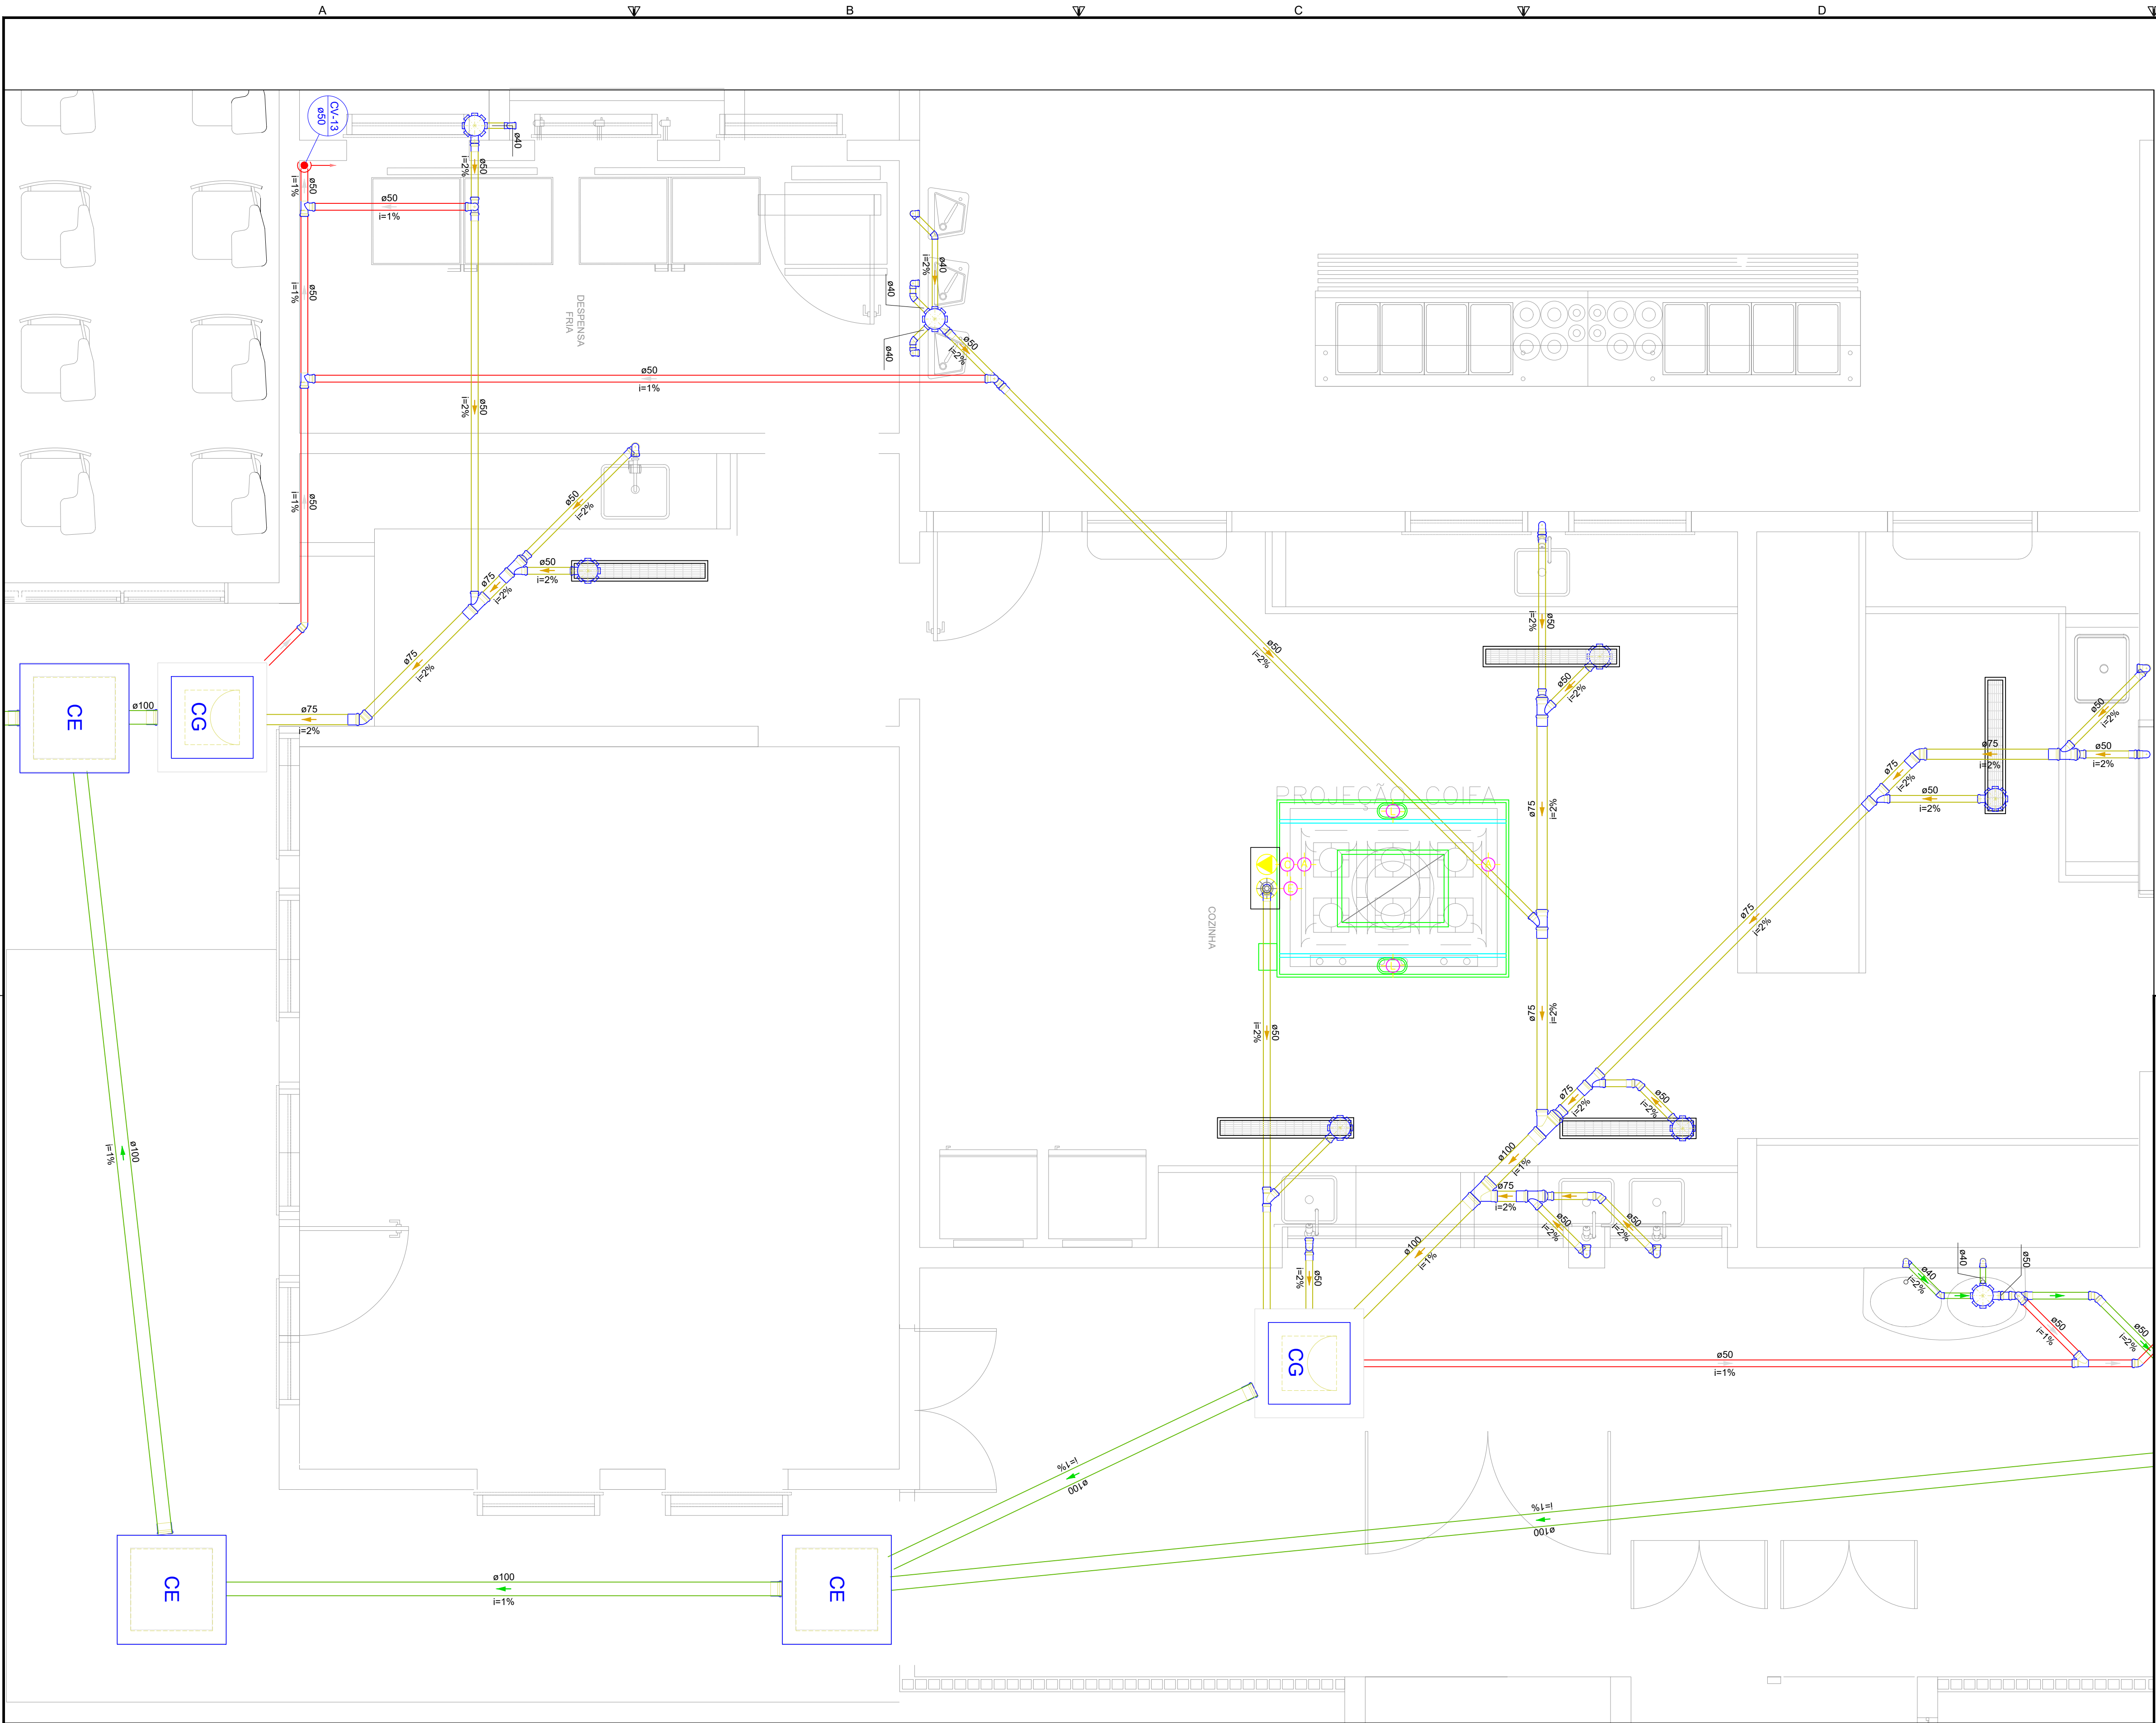 A
B
C
D
CV-13
ø50
ø40
ø50
i=2%
ø50
i=1%
ø50
i=1%
ø40
i=2%
ø40
ø50
i=1%
DESPENSA
FRIA
ø50
i=2%
ø40
ø50
i=1%
ø50
i=2%
ø50
i=1%
ø50
i=2%
ø50
i=2%
ø75
i=2%
ø50
i=2%
ø75
i=2%
ø50
i=2%
ø50
i=2%
ø50
i=2%
CE
ø100
CG
ø75
i=2%
ø75
i=2%
ø50
i=2%
ø75
i=2%
ø50
i=2%
PROJEÇÃO COIFA
ø75
i=2%
COZINHA
ø75
i=2%
ø50
i=2%
ø75
i=2%
ø75
i=2%
ø50
i=2%
ø100
i=1%
ø100
i=1%
ø75
i=2%
ø50
i=2%
ø50
i=2%
ø100
i=1%
ø50
i=2%
ø40
i=2%
ø40
ø50
ø50
i=1%
ø50
i=2%
CG
ø50
i=1%
i=1%
ø100
i=1%
ø100
CE
ø100
i=1%
CE